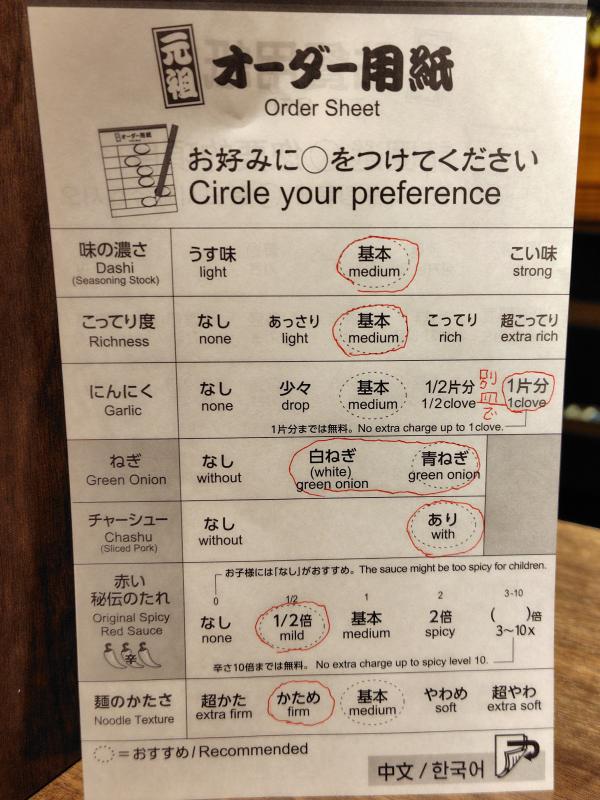 元祖 オーダー用紙
Order Sheet
オーダー用紙
お好みに○をつけてください
Circle your preference
味の濃さ うす味 基本 こい味
Dashi light medium strong
(Seasoning Stock)
こってり度 なし あっさり 基本 こってり 超こってり
Richness none light medium rich extra rich
にんにく なし 少々 基本 1/2片分 別皿で 1片分
Garlic none drop medium 1/2clove 1clove
1片分までは無料。No extra charge up to 1clove.
ねぎ なし 白ねぎ 青ねぎ
Green Onion without (white) green onion green onion
チャーシュー なし あり
Chashu without with
(Sliced Pork)
お子様には「なし」がおすすめ。The sauce might be too spicy for children.
赤い
秘伝のたれ
Original Spicy
Red Sauce
辛
0 1/2 1 2 3-10
なし 1/2倍 基本 2倍 ( )倍
none mild medium spicy 3~10x
辛さ10倍までは無料。No extra charge up to spicy level 10.
麺のかたさ 超かた かため 基本 やわめ 超やわ
Noodle Texture extra firm firm medium soft extra soft
=おすすめ/Recommended
中文 / 한국어